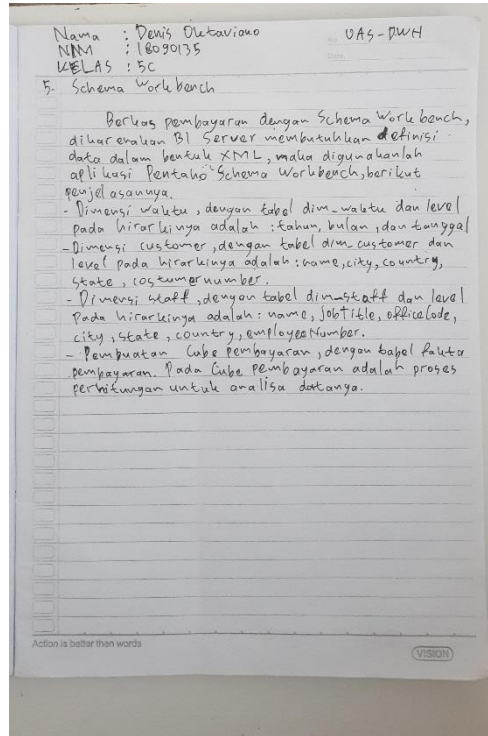 Nama : Denis Oktaviano UAS-DWH
NIM : 18090135
KELAS : 5C
No.
Date.
5. Schema Workbench
Berkas pembayaran dengan Schema Workbench,
dikarenakan BI Server membutuhkan definisi
data dalam bentuk XML, maka digunakanlah
aplikasi Pentaho Schema Workbench, berikut
penjelasannya.
- Dimensi waktu, dengan tabel dim_waktu dan level
pada hirarkinya adalah : tahun, bulan, dan tanggal
- Dimensi customer, dengan tabel dim_customer dan
level pada hirarkinya adalah : name, city, country,
state, costumernumber.
- Dimensi staff, dengan tabel dim_staff dan level
pada hirarkinya adalah : name, jobTitle, officeCode,
city, state, country, employeeNumber.
- Pembuatan Cube pembayaran, dengan tabel fakta
pembayaran. Pada Cube pembayaran adalah proses
perhitungan untuk analisa datanya.
Action is better than words
VISION